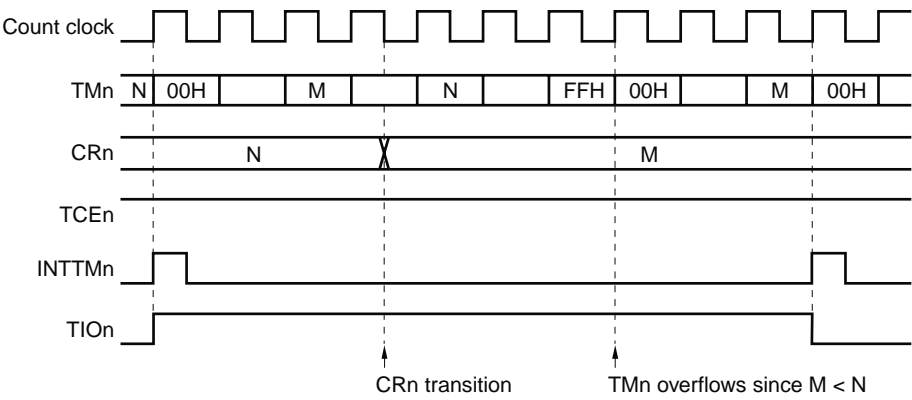 Count clock
TMn N 00H M N FFH 00H M 00H
CRn N M
TCEn
INTTMn
TIOn
CRn transition TMn overflows since M < N